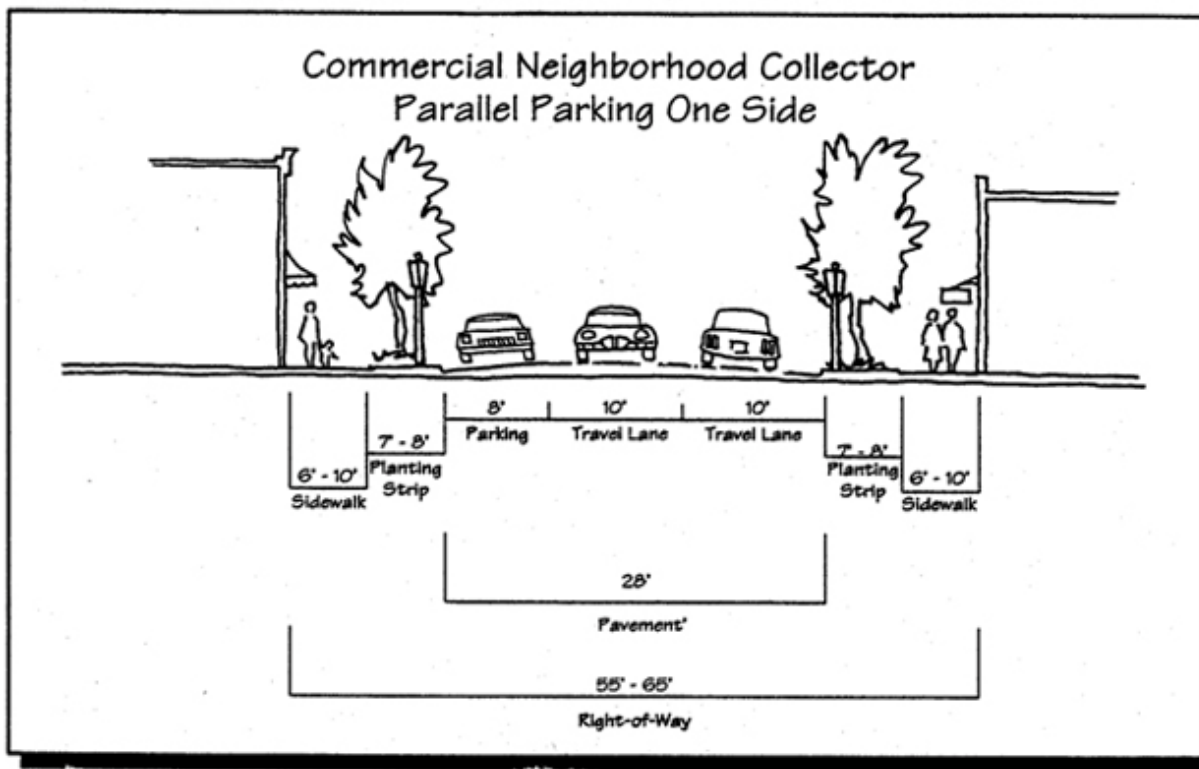 Commercial Neighborhood Collector
Parallel Parking One Side
8' 10' 10'
Parking Travel Lane Travel Lane
7' - 8' 7' - 8'
Planting Planting
Strip Strip
6' - 10' 6' - 10'
Sidewalk Sidewalk
28'
Pavement'
55' - 65'
Right-of-Way